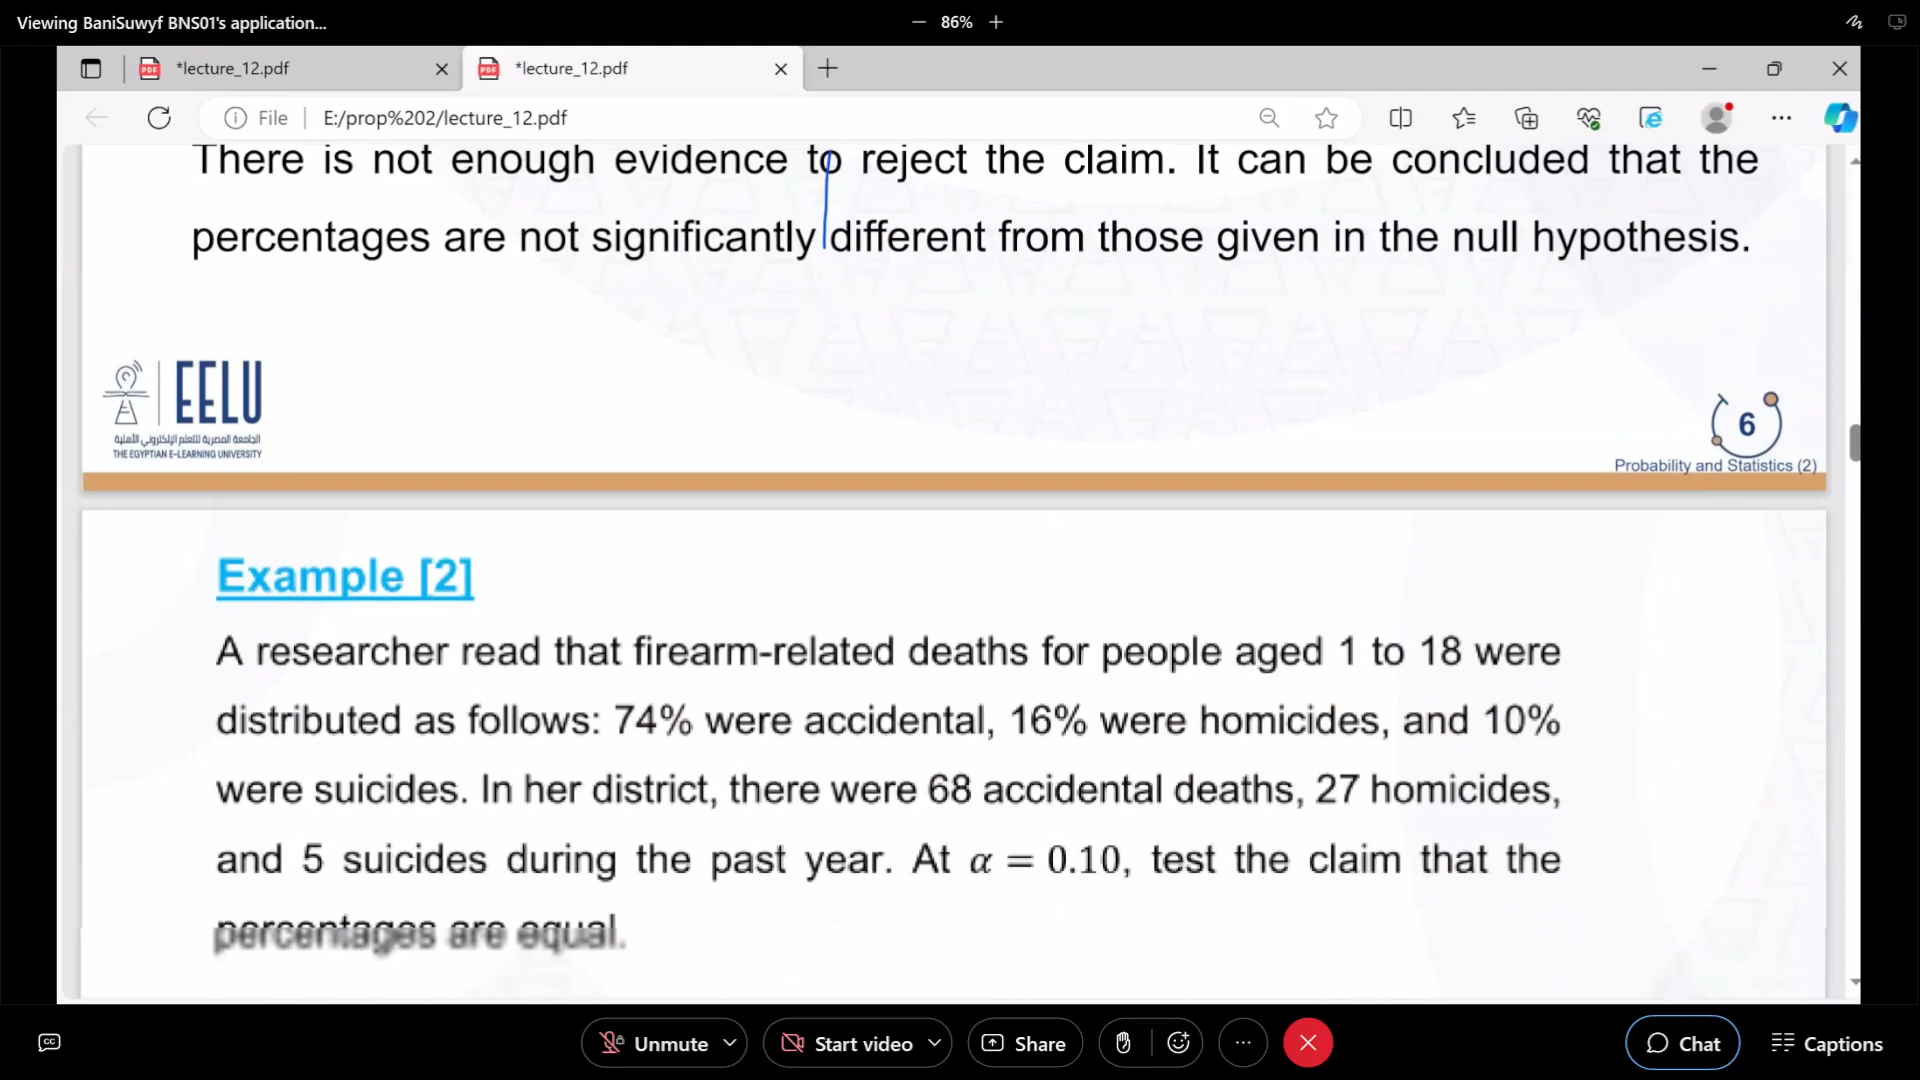 Viewing BaniSuwyf BNS01's application...
86%
*lecture_12.pdf
*lecture_12.pdf
File
E:/prop%202/lecture_12.pdf
There is not enough evidence to reject the claim. It can be concluded that the
percentages are not significantly different from those given in the null hypothesis.
EELU
الجامعة المصرية للتعلم الإلكتروني الأهلية
THE EGYPTIAN E-LEARNING UNIVERSITY
6
Probability and Statistics (2)
Example [2]
A researcher read that firearm-related deaths for people aged 1 to 18 were
distributed as follows: 74% were accidental, 16% were homicides, and 10%
were suicides. In her district, there were 68 accidental deaths, 27 homicides,
and 5 suicides during the past year. At α = 0.10, test the claim that the
percentages are equal.
Unmute
Start video
Share
Chat
Captions